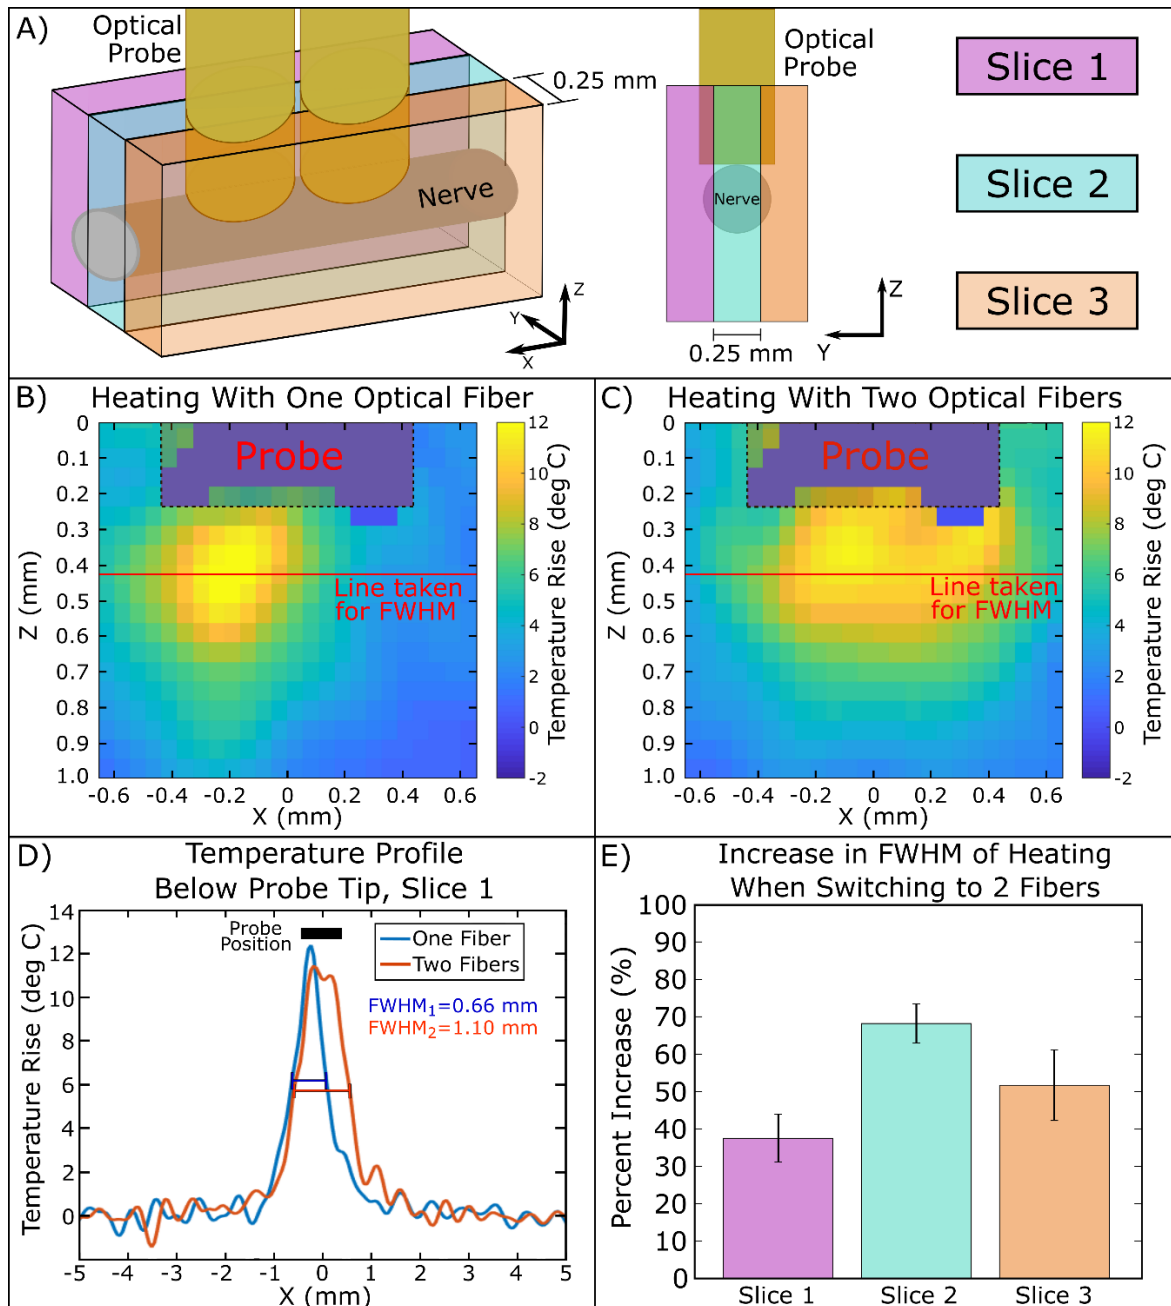 A)
Optical
Probe
0.25 mm
Nerve
Z
Y
X
Optical
Probe
Nerve
0.25 mm
Z
Y
Slice 1
Slice 2
Slice 3
B) Heating With One Optical Fiber
Probe
Line taken
for FWHM
Z (mm)
0
0.1
0.2
0.3
0.4
0.5
0.6
0.7
0.8
0.9
1.0
-0.6 -0.4 -0.2 0 0.2 0.4 0.6
X (mm)
12
10
8
6
4
2
0
-2
Temperature Rise (deg C)
C) Heating With Two Optical Fibers
Probe
Line taken
for FWHM
Z (mm)
0
0.1
0.2
0.3
0.4
0.5
0.6
0.7
0.8
0.9
1.0
-0.6 -0.4 -0.2 0 0.2 0.4 0.6
X (mm)
12
10
8
6
4
2
0
-2
Temperature Rise (deg C)
D) Temperature Profile
Below Probe Tip, Slice 1
Temperature Rise (deg C)
14
12
10
8
6
4
2
0
-2
Probe
Position
One Fiber
Two Fibers
FWHM1=0.66 mm
FWHM2=1.10 mm
-5 -4 -3 -2 -1 0 1 2 3 4 5
X (mm)
E) Increase in FWHM of Heating
When Switching to 2 Fibers
Percent Increase (%)
100
90
80
70
60
50
40
30
20
10
0
Slice 1 Slice 2 Slice 3